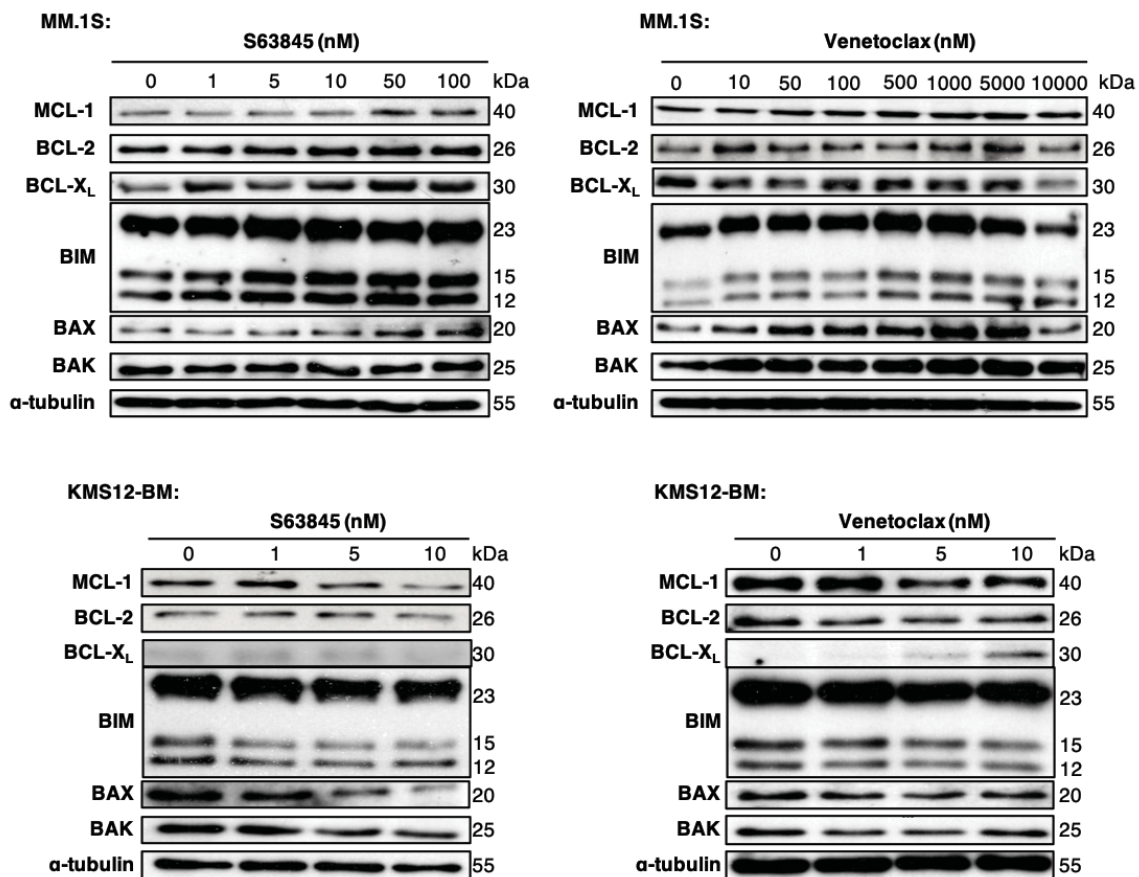 MM.1S:
S63845 (nM)
0 1 5 10 50 100 kDa
MCL-1 40
BCL-2 26
BCL-XL 30
BIM 23
15
12
BAX 20
BAK 25
α-tubulin 55
MM.1S:
Venetoclax (nM)
0 10 50 100 500 1000 5000 10000 kDa
MCL-1 40
BCL-2 26
BCL-XL 30
BIM 23
15
12
BAX 20
BAK 25
α-tubulin 55
KMS12-BM:
S63845 (nM)
0 1 5 10 kDa
MCL-1 40
BCL-2 26
BCL-XL 30
BIM 23
15
12
BAX 20
BAK 25
α-tubulin 55
KMS12-BM:
Venetoclax (nM)
0 1 5 10 kDa
MCL-1 40
BCL-2 26
BCL-XL 30
BIM 23
15
12
BAX 20
BAK 25
α-tubulin 55